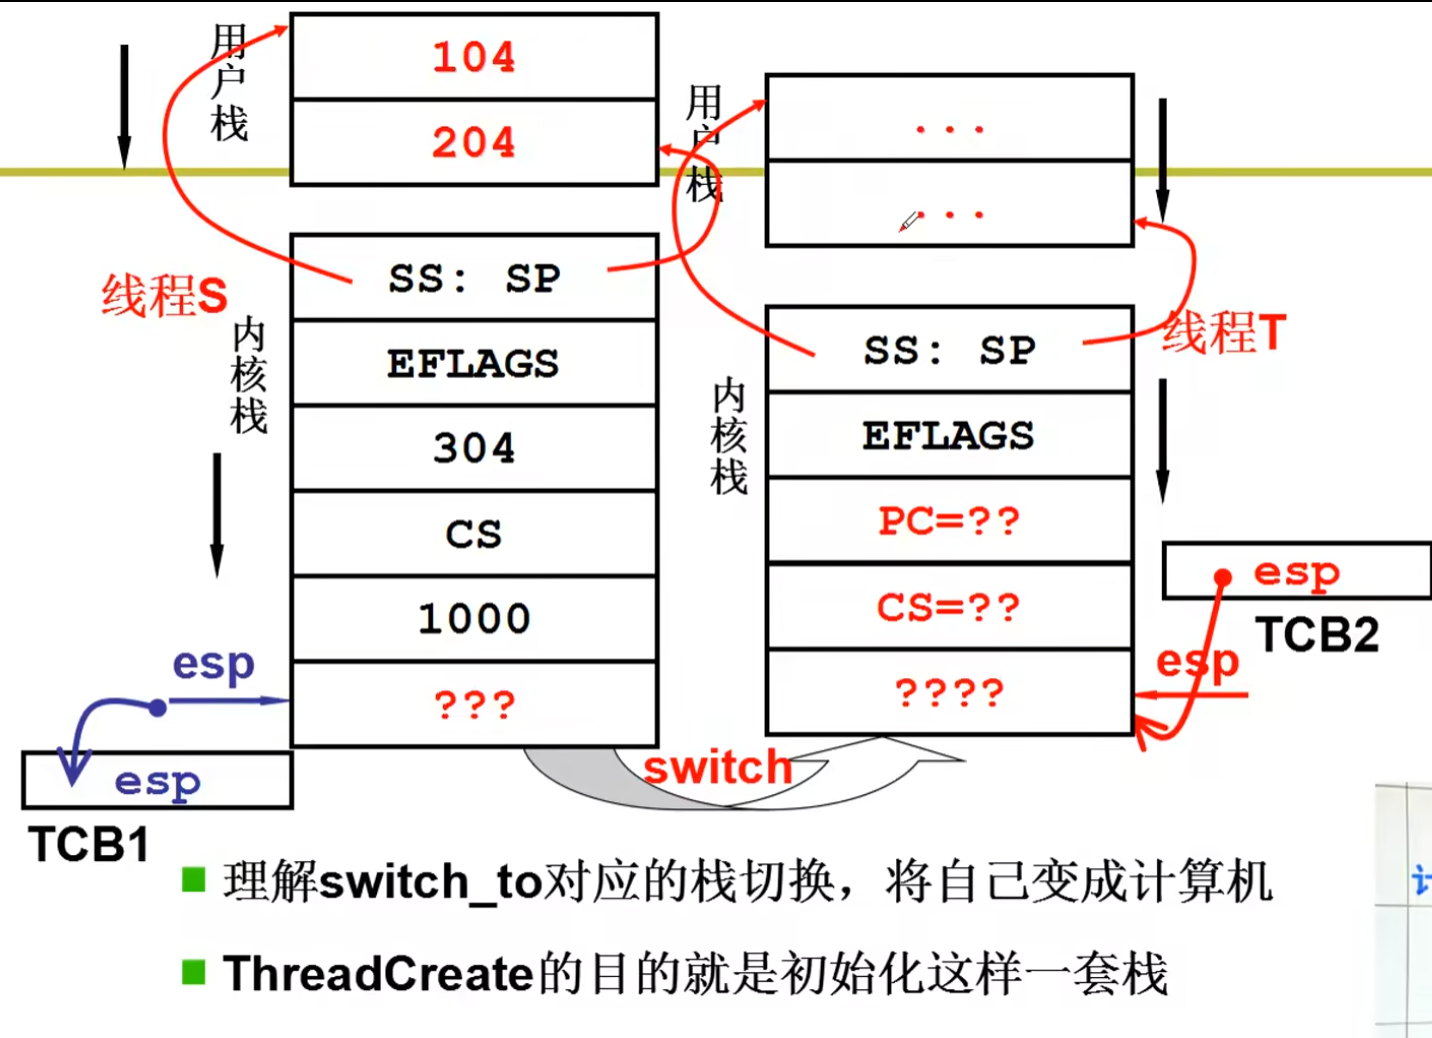 用户栈
104
204
用户栈
...
...
线程S
内核栈
SS: SP
EFLAGS
304
CS
1000
???
esp
esp
TCB1
线程T
内核栈
SS: SP
EFLAGS
PC=??
CS=??
????
esp
esp
TCB2
switch
理解switch_to对应的栈切换，将自己变成计算机
ThreadCreate的目的就是初始化这样一套栈